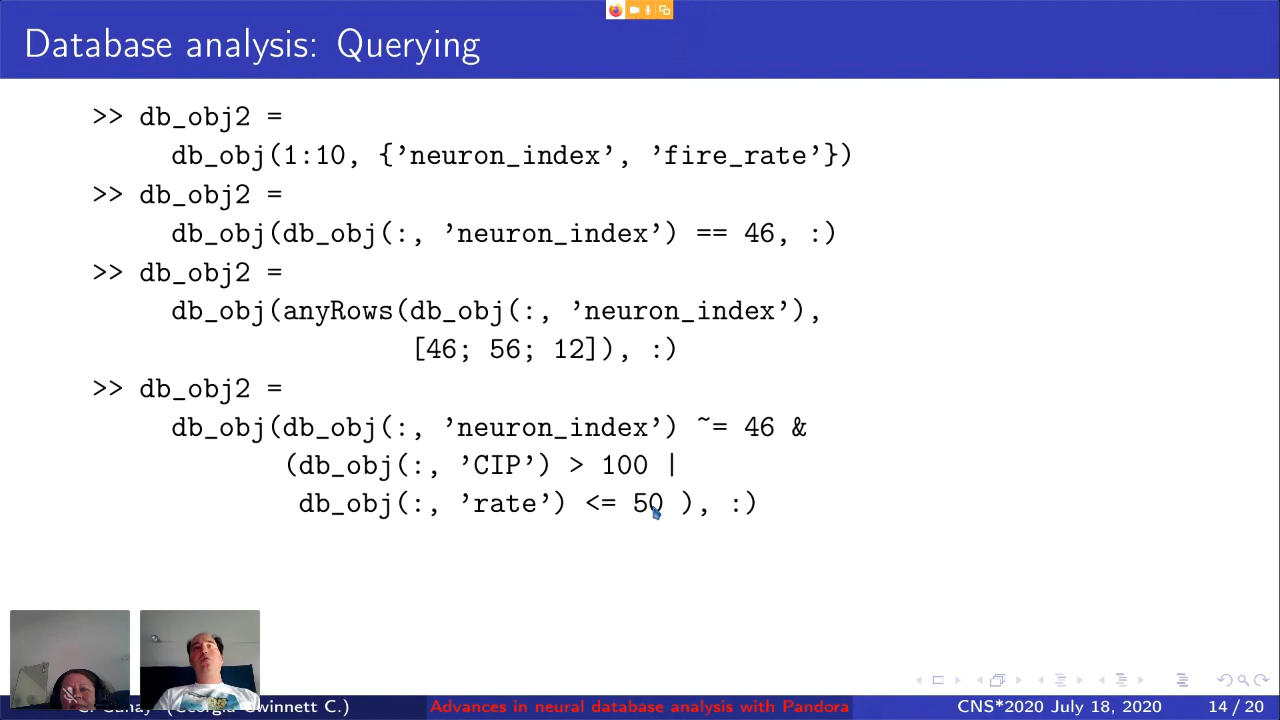 Database analysis: Querying
>> db_obj2 =
db_obj(1:10, {’neuron_index’, ’fire_rate’})
>> db_obj2 =
db_obj(db_obj(:, ’neuron_index’) == 46, :)
>> db_obj2 =
db_obj(anyRows(db_obj(:, ’neuron_index’),
[46; 56; 12]), :)
>> db_obj2 =
db_obj(db_obj(:, ’neuron_index’) ~= 46 &
(db_obj(:, ’CIP’) > 100 |
db_obj(:, ’rate’) <= 50 ), :)
C.) Advances in neural database analysis with Pandora CNS*2020 July 18, 2020 14 / 20